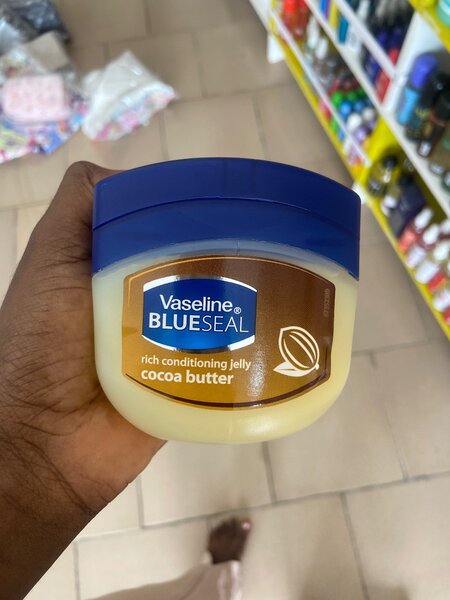 Vaseline®
BLUESEAL
rich conditioning jelly
cocoa butter